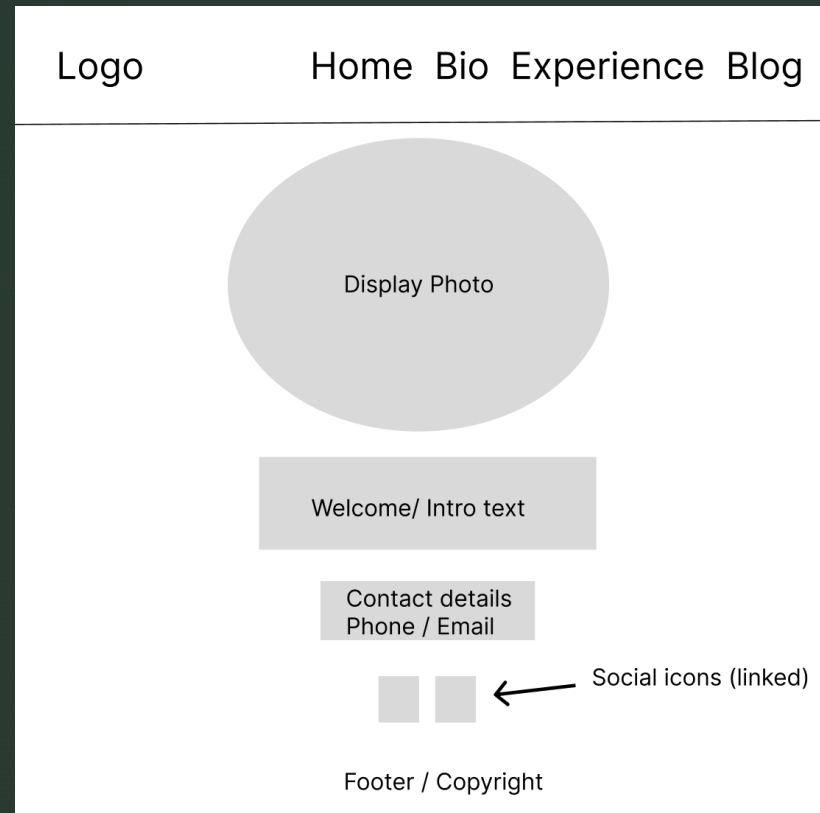 Logo
Home Bio Experience Blog
Display Photo
Welcome/ Intro text
Contact details
Phone / Email
Social icons (linked)
Footer / Copyright